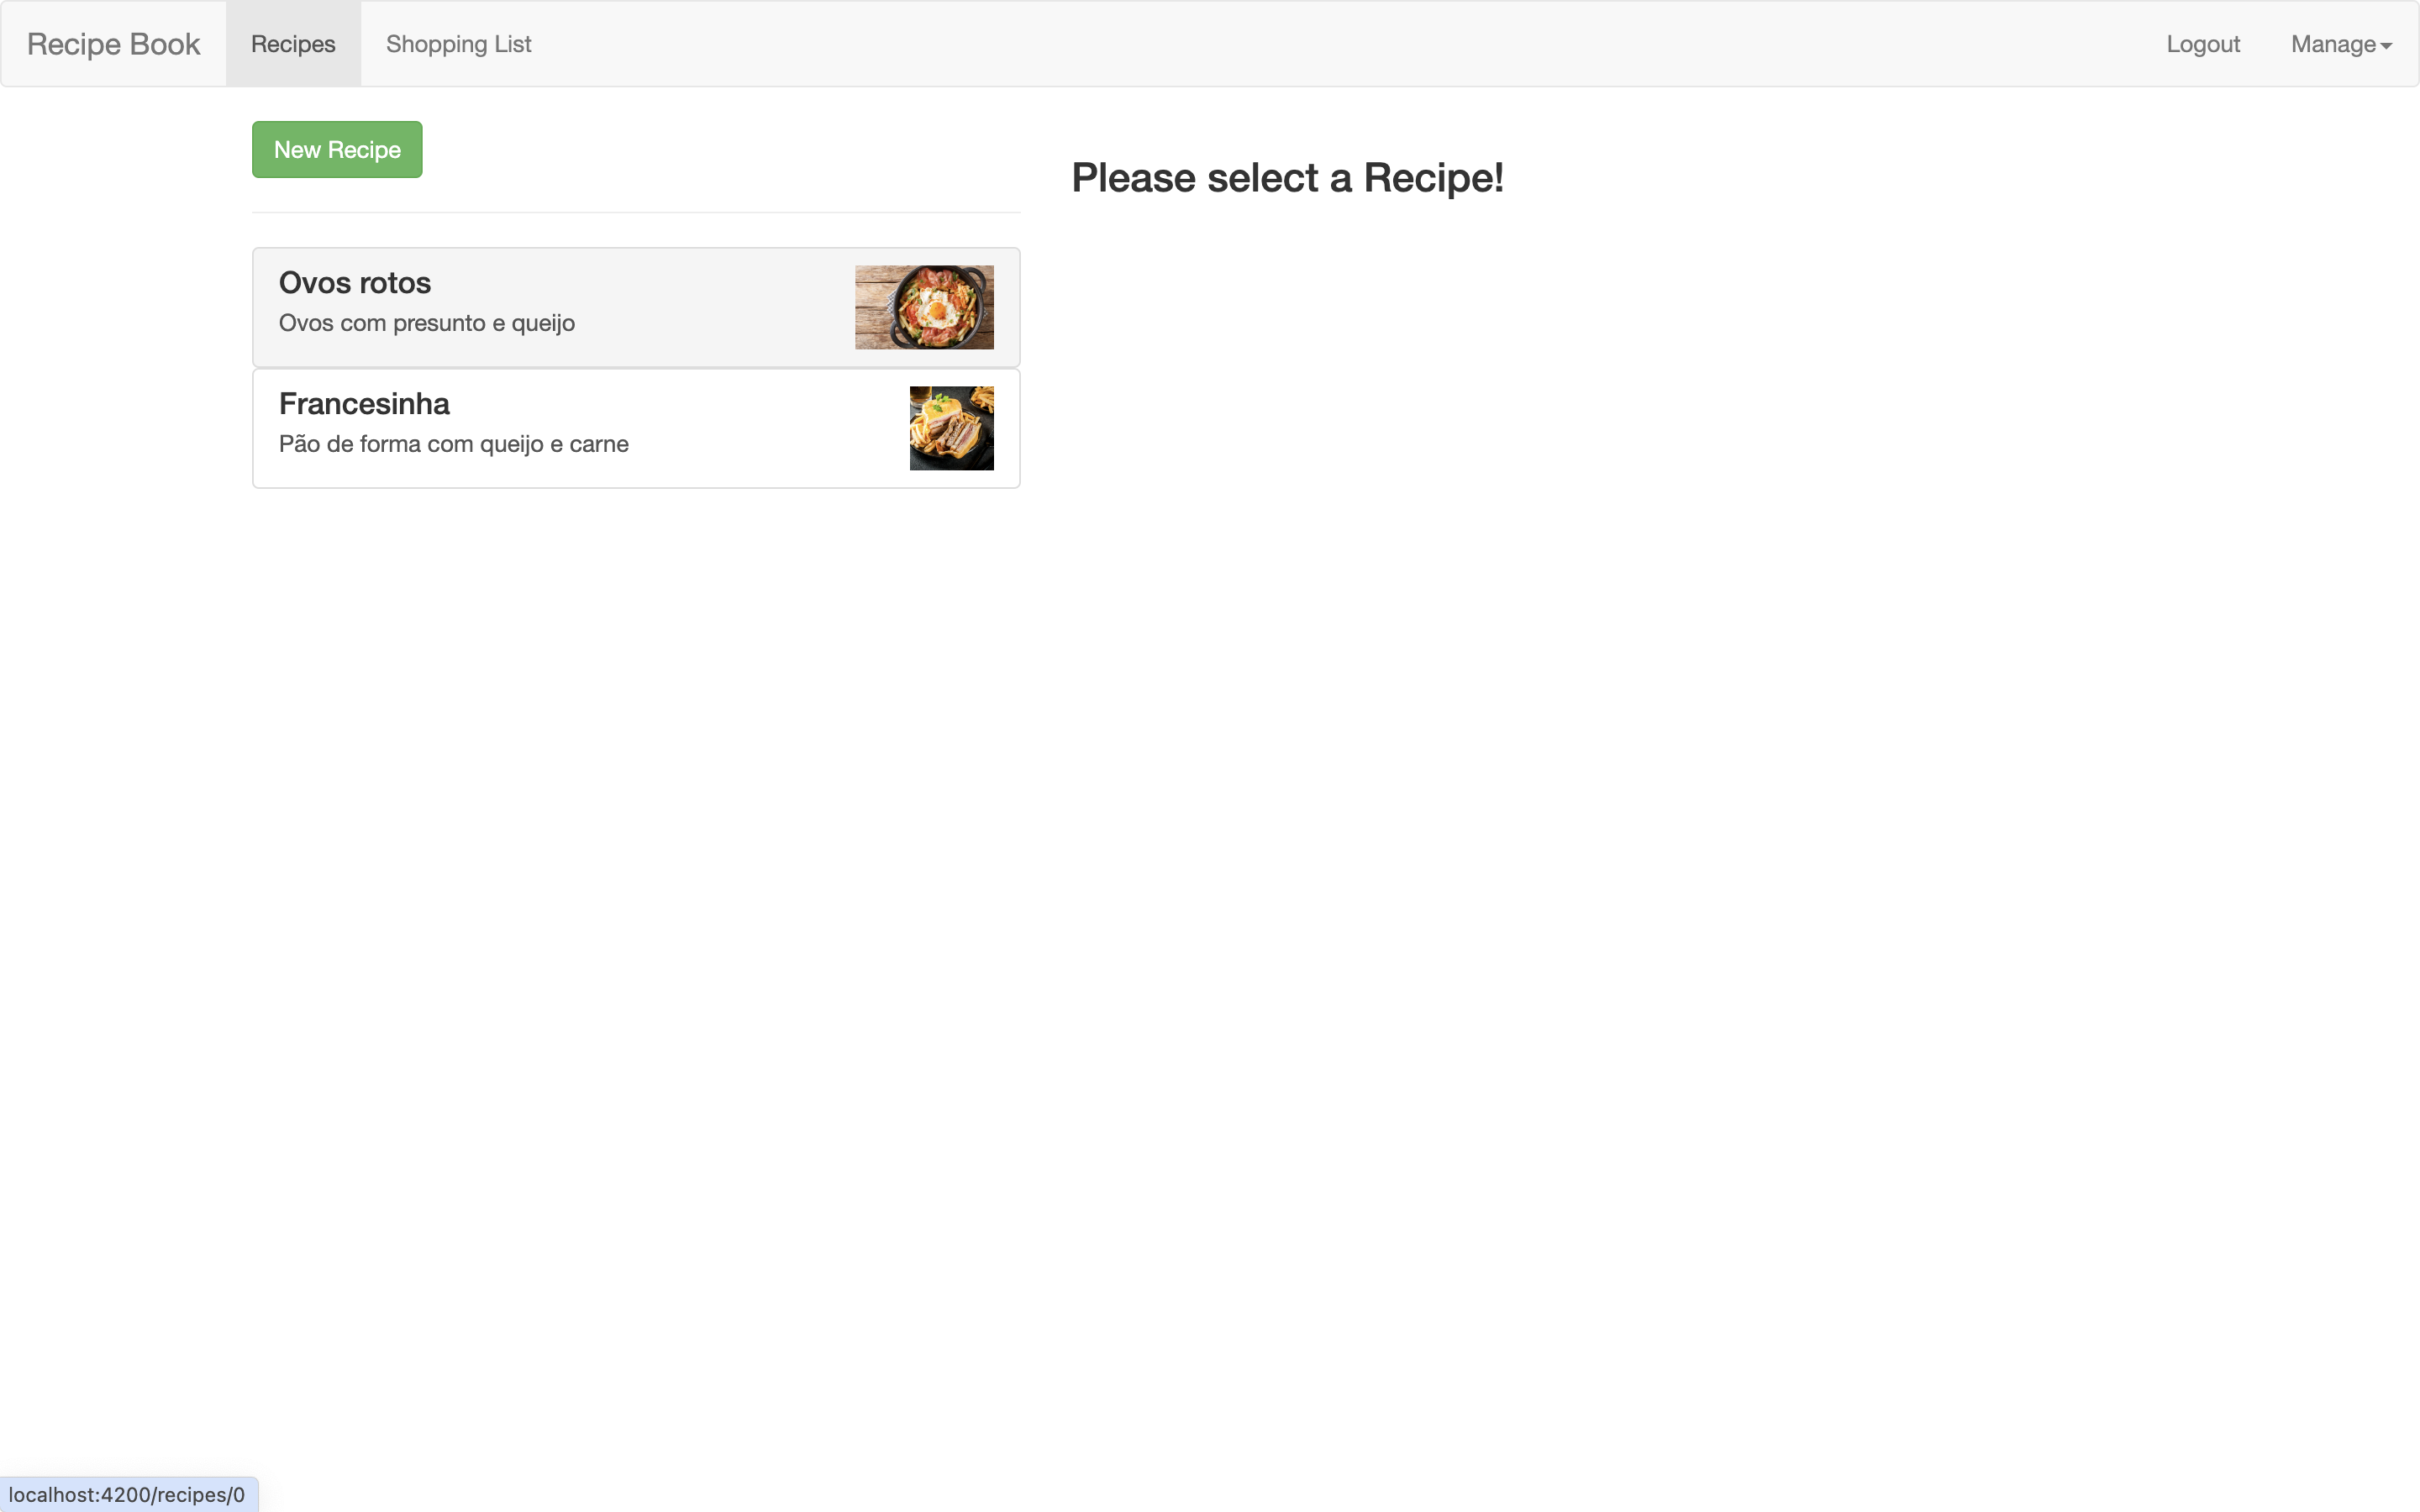 Recipe Book Recipes Shopping List Logout Manage
New Recipe
Please select a Recipe!
Ovos rotos
Ovos com presunto e queijo
Francesinha
Pão de forma com queijo e carne
localhost:4200/recipes/0